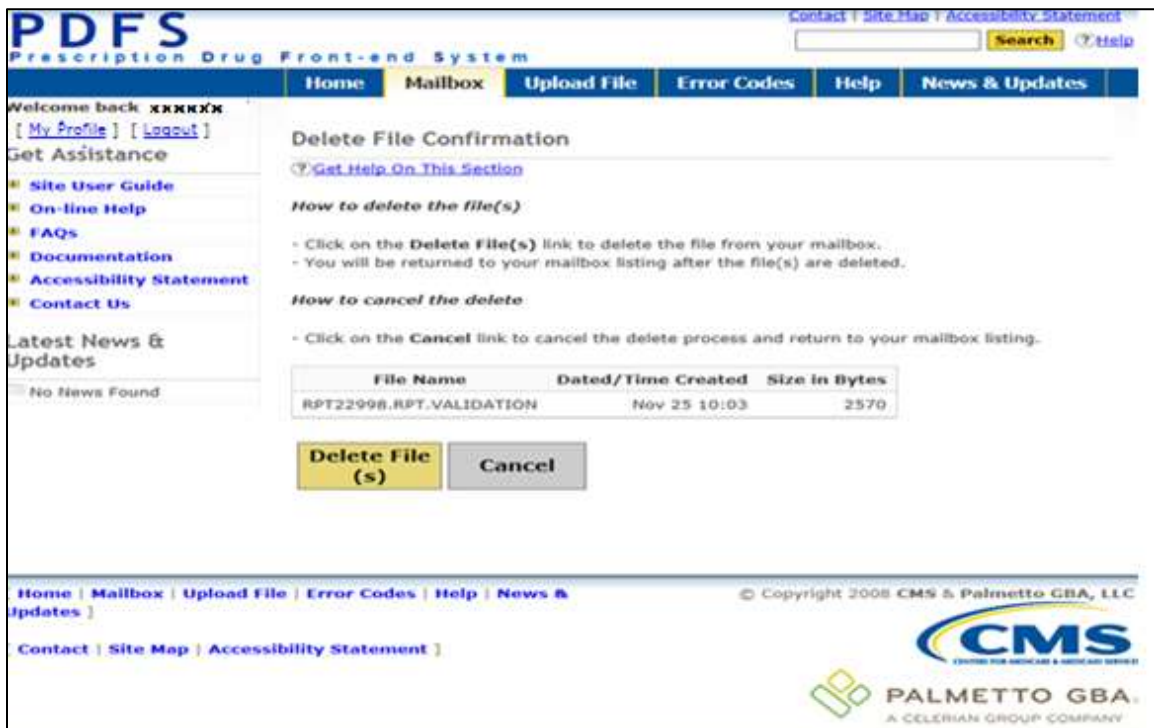 PDFS
Prescription Drug Front-end System
Contact | Site Map | Accessibility Statement
Search Help
Home Mailbox Upload File Error Codes Help News & Updates
Welcome back xxxxxx
[ My Profile ] [ Logout ]
Get Assistance
Site User Guide
On-line Help
FAQs
Documentation
Accessibility Statement
Contact Us
Latest News &
Updates
No News Found
Delete File Confirmation
Get Help On This Section
How to delete the file(s)
- Click on the Delete File(s) link to delete the file from your mailbox.
- You will be returned to your mailbox listing after the file(s) are deleted.
How to cancel the delete
- Click on the Cancel link to cancel the delete process and return to your mailbox listing.
File Name Dated/Time Created Size in Bytes
RPT22998.RPT.VALIDATION Nov 25 10:03 2570
Delete File
(s)
Cancel
Home | Mailbox | Upload File | Error Codes | Help | News &
Updates ]
Contact | Site Map | Accessibility Statement ]
© Copyright 2008 CMS & Palmetto GBA, LLC
CMS
CENTERS FOR MEDICARE & MEDICAID SERVICES
PALMETTO GBA.
A CELERIAN GROUP COMPANY